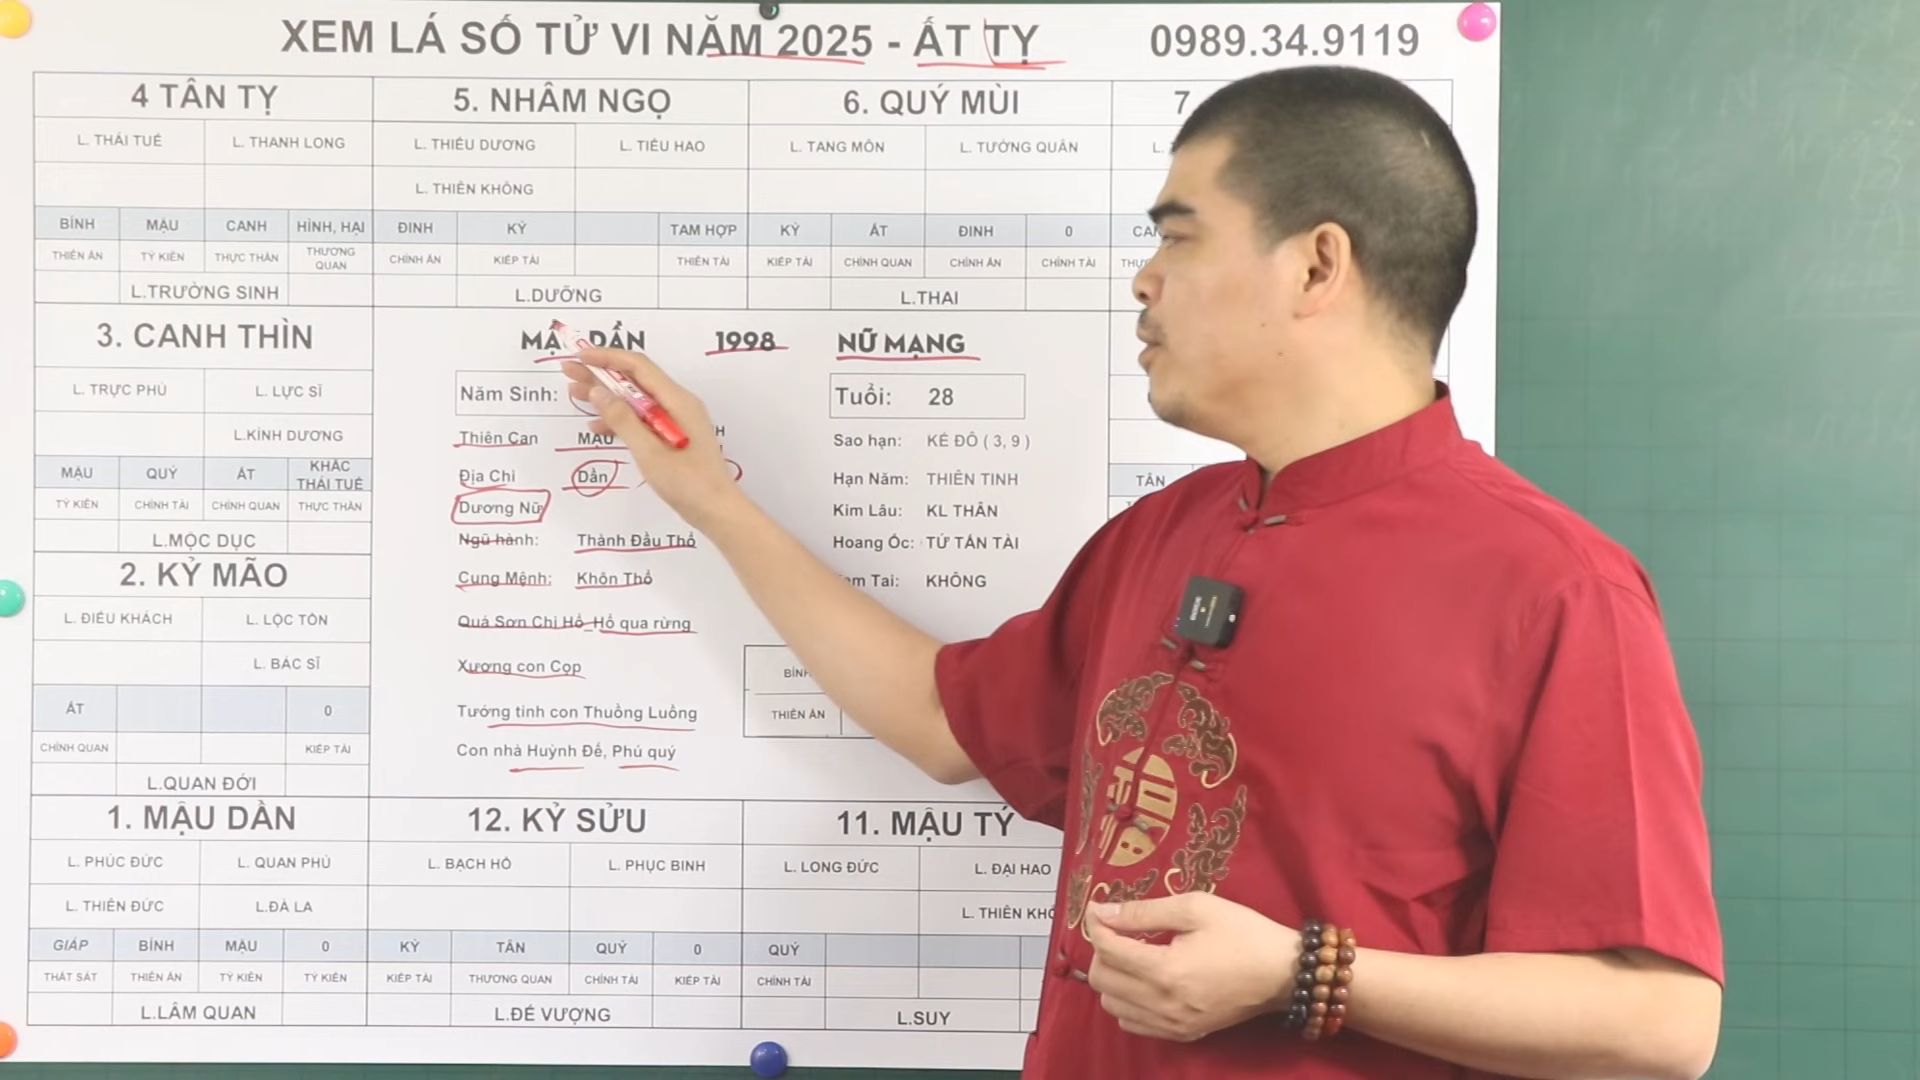 XEM LÁ SỐ TỬ VI NĂM 2025 - ẤT TỴ 0989.34.9119
4 TÂN TỴ 5. NHÂM NGỌ 6. QUÝ MÙI 7
L. THÁI TUẾ L. THANH LONG L. THIẾU DƯƠNG L. TIỂU HAO L. TANG MÔN L. TƯỚNG QUÂN L.
L. THIÊN KHÔNG
BÍNH MẬU CANH HÌNH, HẠI ĐINH KỶ TAM HỢP KỶ ẤT ĐINH 0
THIÊN ẤN TỶ KIÊN THỰC THẦN THƯƠNG QUAN CHÍNH ẤN KIẾP TÀI THIÊN TÀI KIẾP TÀI CHÍNH QUAN CHÍNH ẤN CHÍNH TÀI
L.TRƯỜNG SINH L.DƯỠNG L.THAI
3. CANH THÌN
L. TRỰC PHÙ L. LỰC SĨ
L.KÌNH DƯƠNG
MẬU QUÝ ẤT KHẮC THÁI TUẾ
TỶ KIÊN CHÍNH TÀI CHÍNH QUAN THỰC THẦN
L.MỘC DỤC
2. KỶ MÃO
L. ĐIẾU KHÁCH L. LỘC TỒN
L. BÁC SĨ
ẤT 0
CHÍNH QUAN KIẾP TÀI
L.QUAN ĐỚI
DẦN 1998 NỮ MẠNG
Năm Sinh:
Thiên Can MẬU
Địa Chi Dần
Dương Nữ
Ngũ hành: Thành Đầu Thổ
Cung Mệnh: Khôn Thổ
Quá Sơn Chi Hổ_Hổ qua rừng
Xương con Cọp
Tướng tinh con Thuồng Luồng
Con nhà Huỳnh Đế, Phú quý
Tuổi: 28
Sao hạn: KẾ ĐÔ ( 3, 9 )
Hạn Năm: THIÊN TINH
Kim Lâu: KL THÂN
Hoang Ốc: TỨ TẤN TÀI
Tai: KHÔNG
TÂN
THIÊN ẤN
1. MẬU DẦN 12. KỶ SỬU 11. MẬU TÝ
L. PHÚC ĐỨC L. QUAN PHỦ L. BẠCH HỔ L. PHỤC BINH L. LONG ĐỨC L. ĐẠI HAO
L. THIÊN ĐỨC L.ĐÀ LA L. THIÊN
GIÁP BÍNH MẬU 0 KỶ TÂN QUÝ 0 QUÝ
THẤT SÁT THIÊN ẤN TỶ KIÊN TỶ KIÊN KIẾP TÀI THƯƠNG QUAN CHÍNH TÀI KIẾP TÀI CHÍNH TÀI
L.LÂM QUAN L.ĐẾ VƯỢNG L.SUY